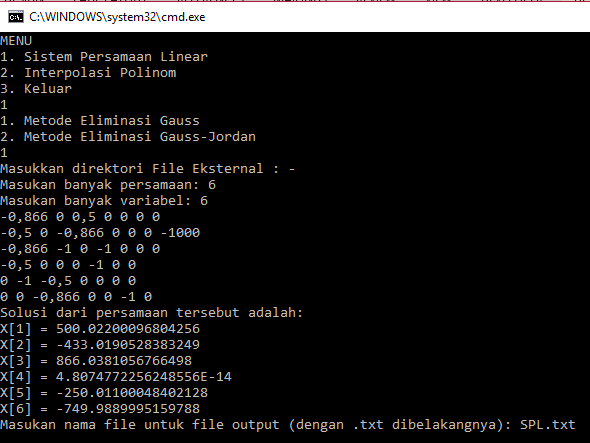 C:\WINDOWS\system32\cmd.exe
MENU
1. Sistem Persamaan Linear
2. Interpolasi Polinom
3. Keluar
1
1. Metode Eliminasi Gauss
2. Metode Eliminasi Gauss-Jordan
1
Masukkan direktori File Eksternal : -
Masukan banyak persamaan: 6
Masukan banyak variabel: 6
-0,866 0 0,5 0 0 0 0
-0,5 0 -0,866 0 0 0 -1000
-0,866 -1 0 -1 0 0 0
-0,5 0 0 0 -1 0 0
0 -1 -0,5 0 0 0 0
0 0 -0,866 0 0 -1 0
Solusi dari persamaan tersebut adalah:
X[1] = 500.02200096804256
X[2] = -433.0190528383249
X[3] = 866.0381056766498
X[4] = 4.8074772256248556E-14
X[5] = -250.01100048402128
X[6] = -749.9889995159788
Masukan nama file untuk file output (dengan .txt dibelakangnya): SPL.txt